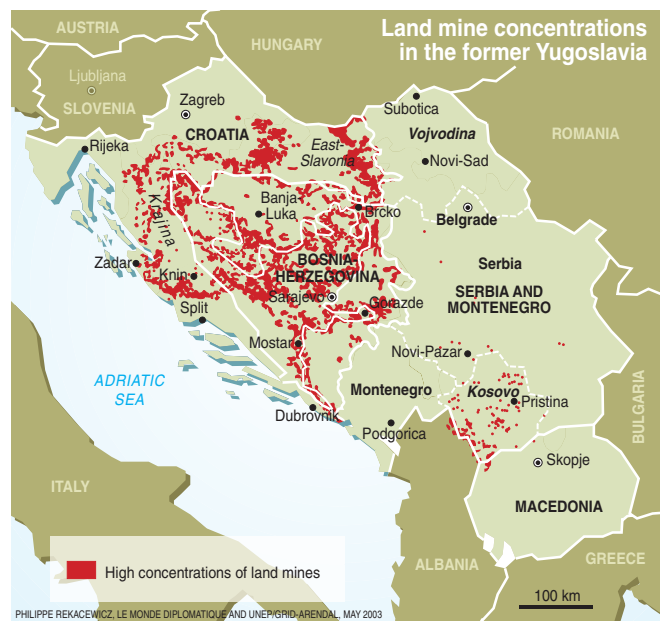 Land mine concentrations
in the former Yugoslavia
AUSTRIA
HUNGARY
Ljubljana
SLOVENIA
Zagreb
CROATIA
Subotica
Vojvodina
ROMANIA
Rijeka
East-
Slavonia
Novi-Sad
Krajrna
Banja-
Luka
Brcko
Belgrade
Zadar
Knin
BOSNIA-
HERZEGOVINA
Serbia
SERBIA AND
MONTENEGRO
Sarajevo
Gorazde
Split
Mostar
Novi-Pazar
ADRIATIC
SEA
Montenegro
Kosovo
Pristina
BULGARIA
Dubrovnik
Podgorica
Skopje
ITALY
MACEDONIA
ALBANIA
GREECE
High concentrations of land mines
100 km
PHILIPPE REKACEWICZ, LE MONDE DIPLOMATIQUE AND UNEP/GRID-ARENDAL, MAY 2003